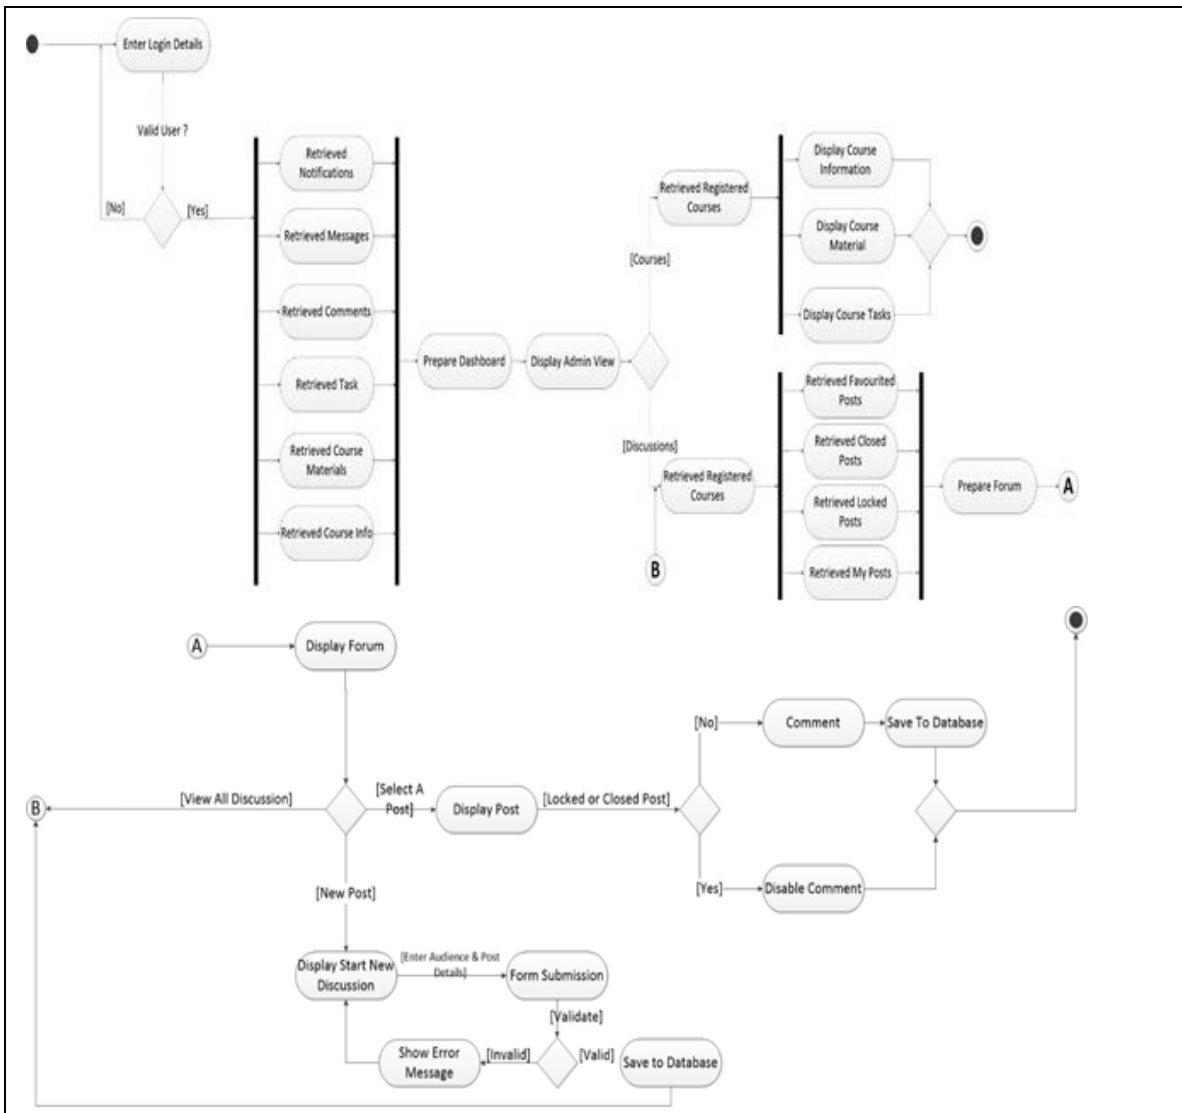 Enter Login Details
Valid User ?
[No]
[Yes]
Retrieved
Notifications
Retrieved Messages
Retrieved Comments
Retrieved Task
Retrieved Course
Materials
Retrieved Course Info
Prepare Dashboard
Display Admin View
[Courses]
[Discussions]
Retrieved Registered
Courses
Display Course
Information
Display Course
Material
Display Course Tasks
Retrieved Registered
Courses
B
Retrieved Favourited
Posts
Retrieved Closed
Posts
Retrieved Locked
Posts
Retrieved My Posts
Prepare Forum
A
A
Display Forum
[View All Discussion]
B
[Select A
Post]
Display Post
[Locked or Closed Post]
[No]
Comment
Save To Database
[Yes]
Disable Comment
[New Post]
Display Start New
Discussion
[Enter Audience & Post
Details]
Form Submission
[Validate]
Show Error
Message
[Invalid]
[Valid]
Save to Database